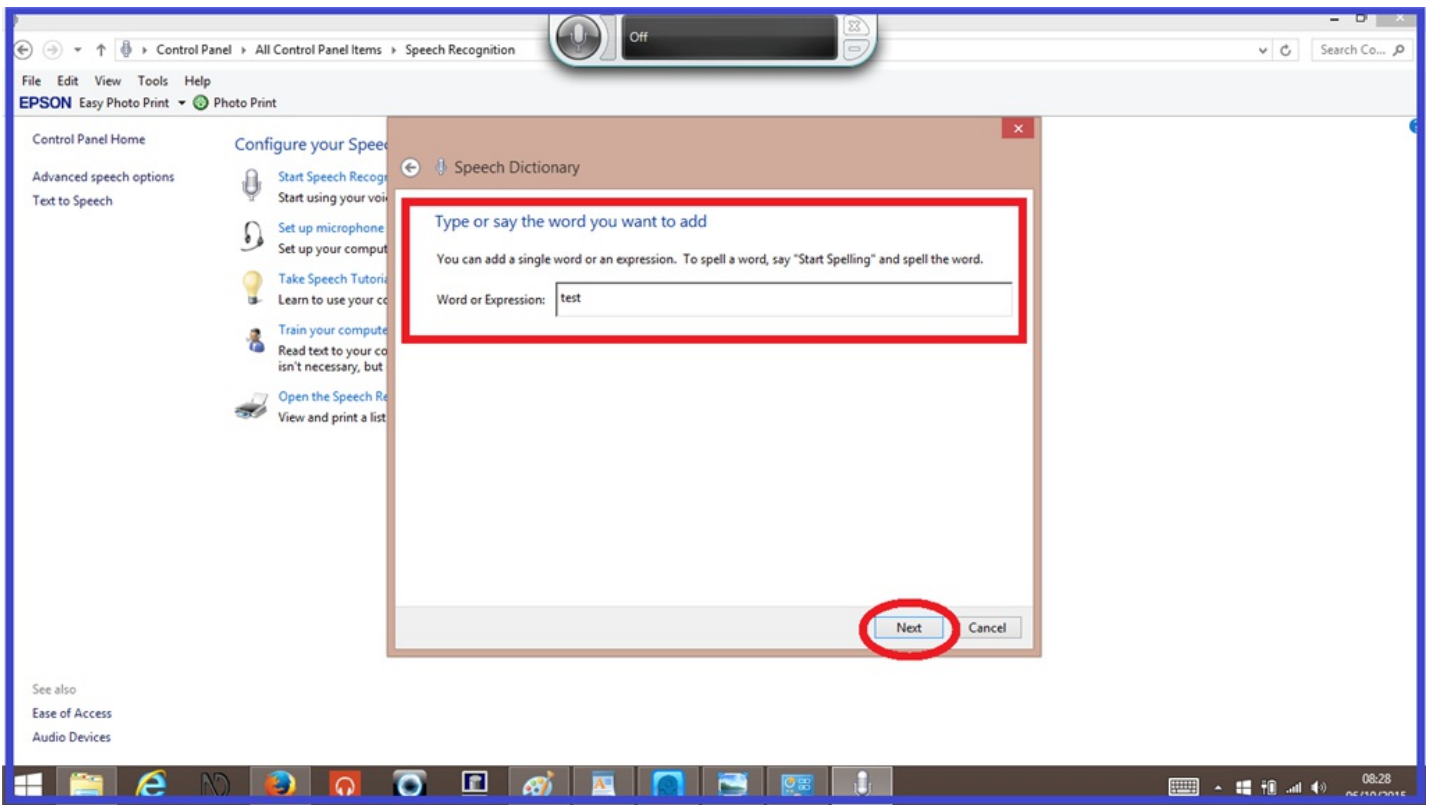 Off
Control Panel All Control Panel Items Speech Recognition
Search Co...
File Edit View Tools Help
EPSON Easy Photo Print Photo Print
Control Panel Home
Advanced speech options
Text to Speech
Configure your Speec
Start Speech Recogn
Start using your voi
Set up microphone
Set up your comput
Take Speech Tutoria
Learn to use your co
Train your compute
Read text to your co
isn't necessary, but
Open the Speech Re
View and print a list
Speech Dictionary
Type or say the word you want to add
You can add a single word or an expression. To spell a word, say "Start Spelling" and spell the word.
Word or Expression: test
Next Cancel
See also
Ease of Access
Audio Devices
08:28
06/10/2015